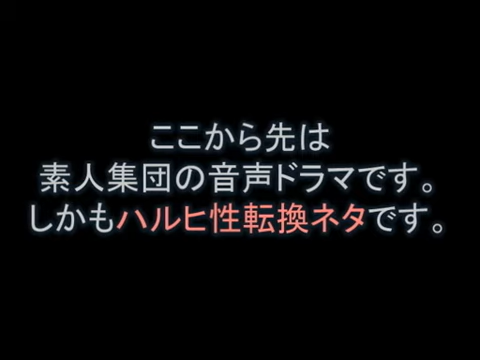 ここから先は
素人集団の音声ドラマです。
しかもハルヒ性転換ネタです。